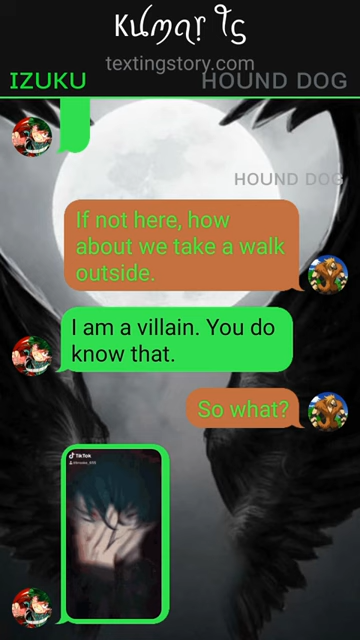 Kumar Ts
textingstory.com
IZUKU HOUND DOG
HOUND DOG
If not here, how
about we take a walk
outside.
I am a villain. You do
know that.
So what?
TikTok